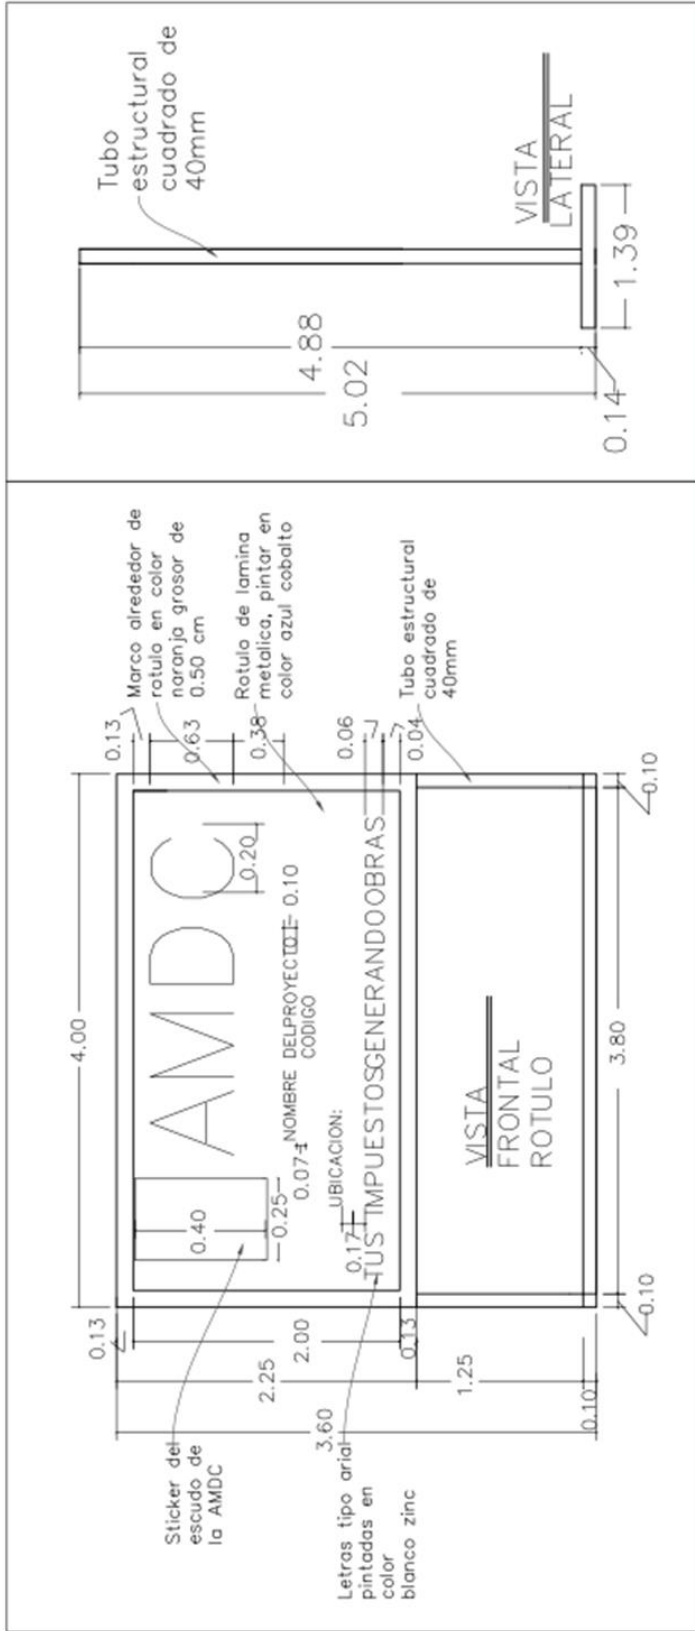 4.00
0.13
0.13
2.00
2.25
0.13
1.25
0.10
3.60
Sticker del
escudo de
la AMDC
Letras tipo arial
pintadas en
color
blanco zinc
0.40
0.25
AMDC
0.20
0.07
NOMBRE DELPROYECTO
0.10
CODIGO
UBICACION:
0.17
TUS IMPUESTOSGENERANDOOBRAS
0.13
0.63
0.38
0.06
0.04
Marco alrededor de
rotulo en color
naranja grosor de
0.50 cm
Rotulo de lamina
metalica, pintar en
color azul cobalto
Tubo estructural
cuadrado de
40mm
VISTA
FRONTAL
ROTULO
0.10
3.80
0.10
Tubo
estructural
cuadrado de
40mm
4.88
5.02
0.14
1.39
VISTA
LATERAL